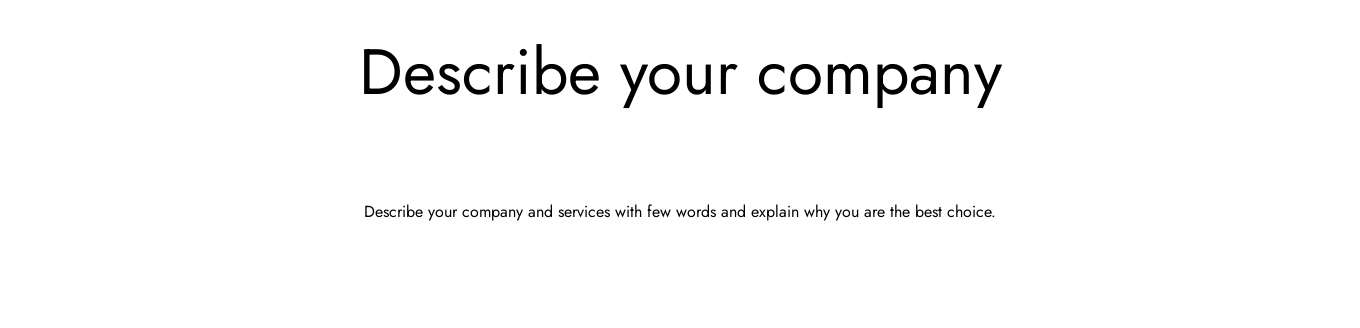 Describe your company
Describe your company and services with few words and explain why you are the best choice.